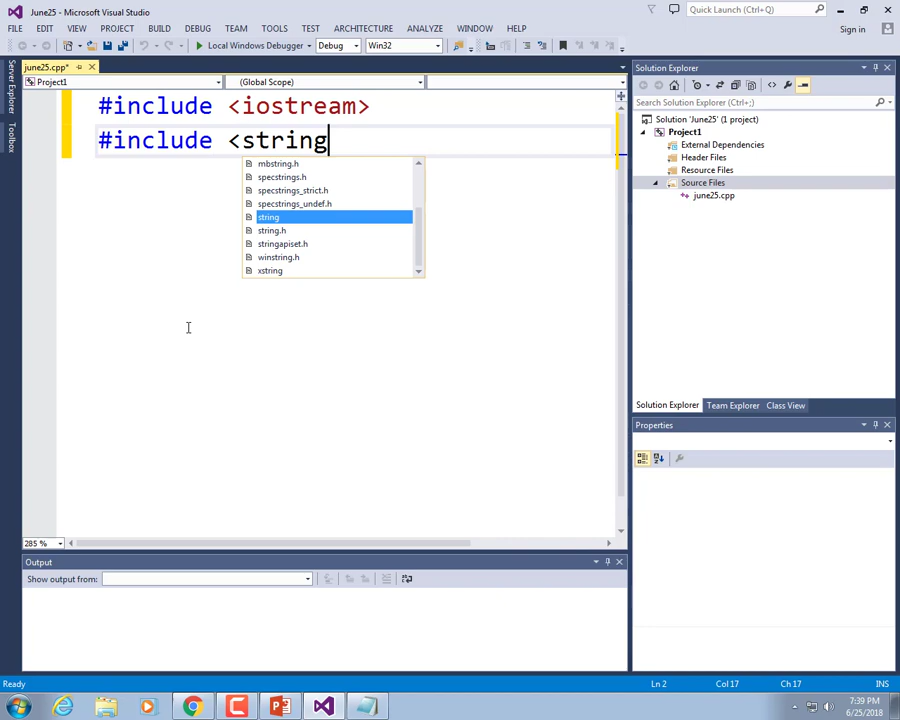 June25 - Microsoft Visual Studio
Quick Launch (Ctrl+Q)
FILE EDIT VIEW PROJECT BUILD DEBUG TEAM TOOLS TEST ARCHITECTURE ANALYZE WINDOW HELP
Sign in
Local Windows Debugger Debug Win32
Server Explorer
Toolbox
june25.cpp*
Project1 (Global Scope)
#include <iostream>
#include <string
mbstring.h
specstrings.h
specstrings_strict.h
specstrings_undef.h
string
string.h
stringapiset.h
winstring.h
xstring
285 %
Solution Explorer
Search Solution Explorer (Ctrl+;)
Solution 'June25' (1 project)
Project1
External Dependencies
Header Files
Resource Files
Source Files
june25.cpp
Solution Explorer Team Explorer Class View
Properties
Output
Show output from:
Ready
Ln 2 Col 17 Ch 17 INS
7:39 PM
6/25/2018